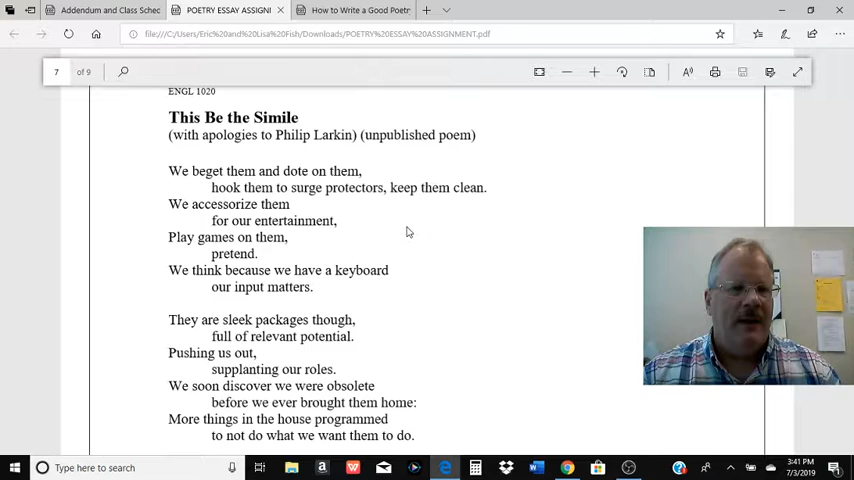 Addendum and Class Schec
POETRY ESSAY ASSIGNI
How to Write a Good Poetry
file:///C:/Users/Eric%20and%20Lisa%20Fish/Downloads/POETRY%20ESSAY%20ASSIGNMENT.pdf
7 of 9
ENGL 1020
This Be the Simile
(with apologies to Philip Larkin) (unpublished poem)
We beget them and dote on them,
hook them to surge protectors, keep them clean.
We accessorize them
for our entertainment,
Play games on them,
pretend.
We think because we have a keyboard
our input matters.
They are sleek packages though,
full of relevant potential.
Pushing us out,
supplanting our roles.
We soon discover we were obsolete
before we ever brought them home:
More things in the house programmed
to not do what we want them to do.
Type here to search
3:41 PM
7/3/2019